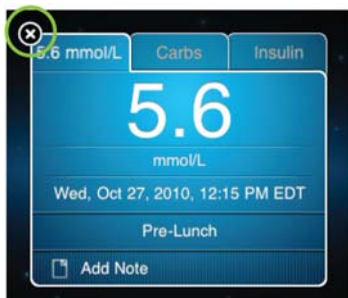 5.6 mmol/L Carbs Insulin
5.6
mmol/L
Wed, Oct 27, 2010, 12:15 PM EDT
Pre-Lunch
Add Note